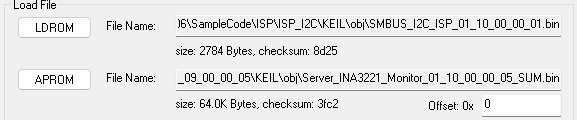 Load File
LDROM File Name: 06\SampleCode\ISP\ISP_I2C\KEIL\obj\SMBUS_I2C_ISP_01_10_00_00_01.bin
size: 2784 Bytes, checksum: 8d25
APROM File Name: _09_00_00_05\KEIL\obj\Server_INA3221_Monitor_01_10_00_00_05_SUM.bin
size: 64.0K Bytes, checksum: 3fc2 Offset: 0x 0